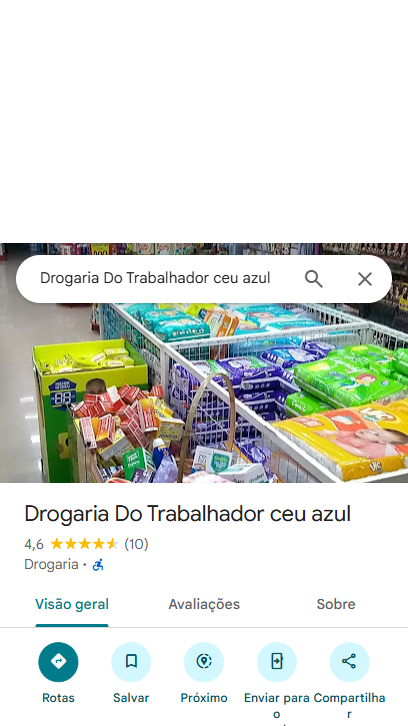 Drogaria Do Trabalhador ceu azul
Drogaria Do Trabalhador ceu azul
4,6 (10)
Drogaria •
Visão geral Avaliações Sobre
Rotas Salvar Próximo Enviar para o Compartilhar